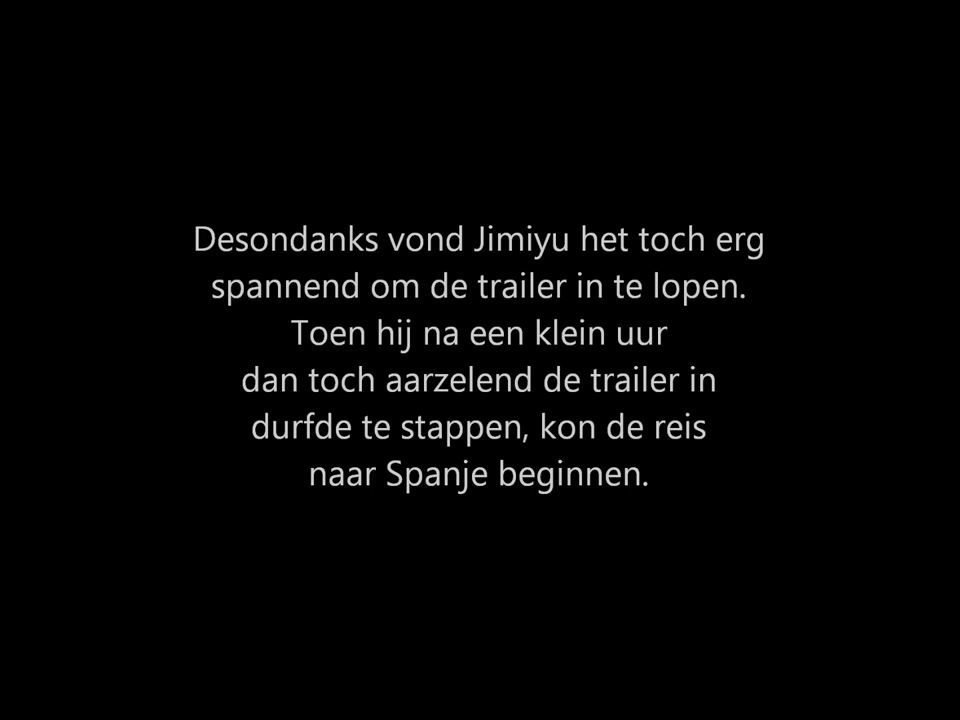 Desondanks vond Jimiyu het toch erg
spannend om de trailer in te lopen.
Toen hij na een klein uur
dan toch aarzelend de trailer in
durfde te stappen, kon de reis
naar Spanje beginnen.